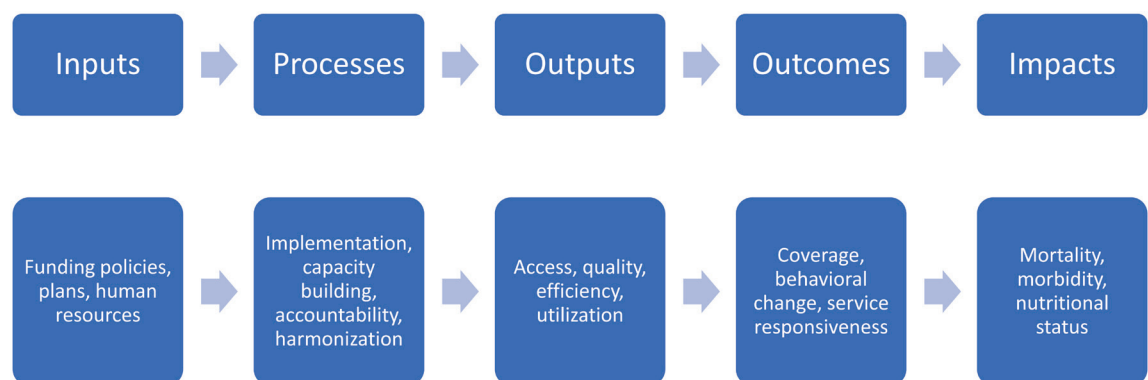 Inputs
Processes
Outputs
Outcomes
Impacts
Funding policies,
plans, human
resources
Implementation,
capacity
building,
accountability,
harmonization
Access, quality,
efficiency,
utilization
Coverage,
behavioral
change, service
responsiveness
Mortality,
morbidity,
nutritional
status